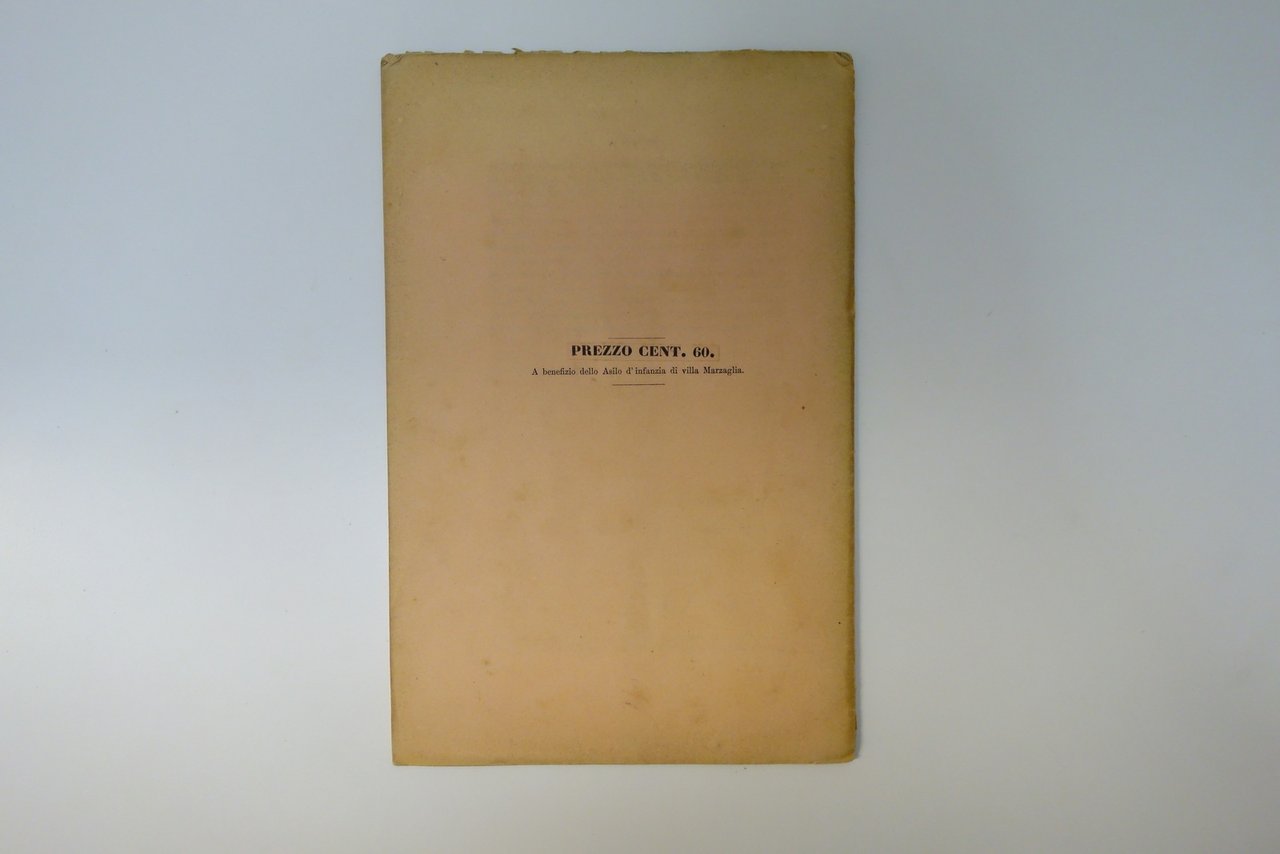 PREZZO CENT. 60.
A benefizio dello Asilo d'infanzia di villa Marzaglia.